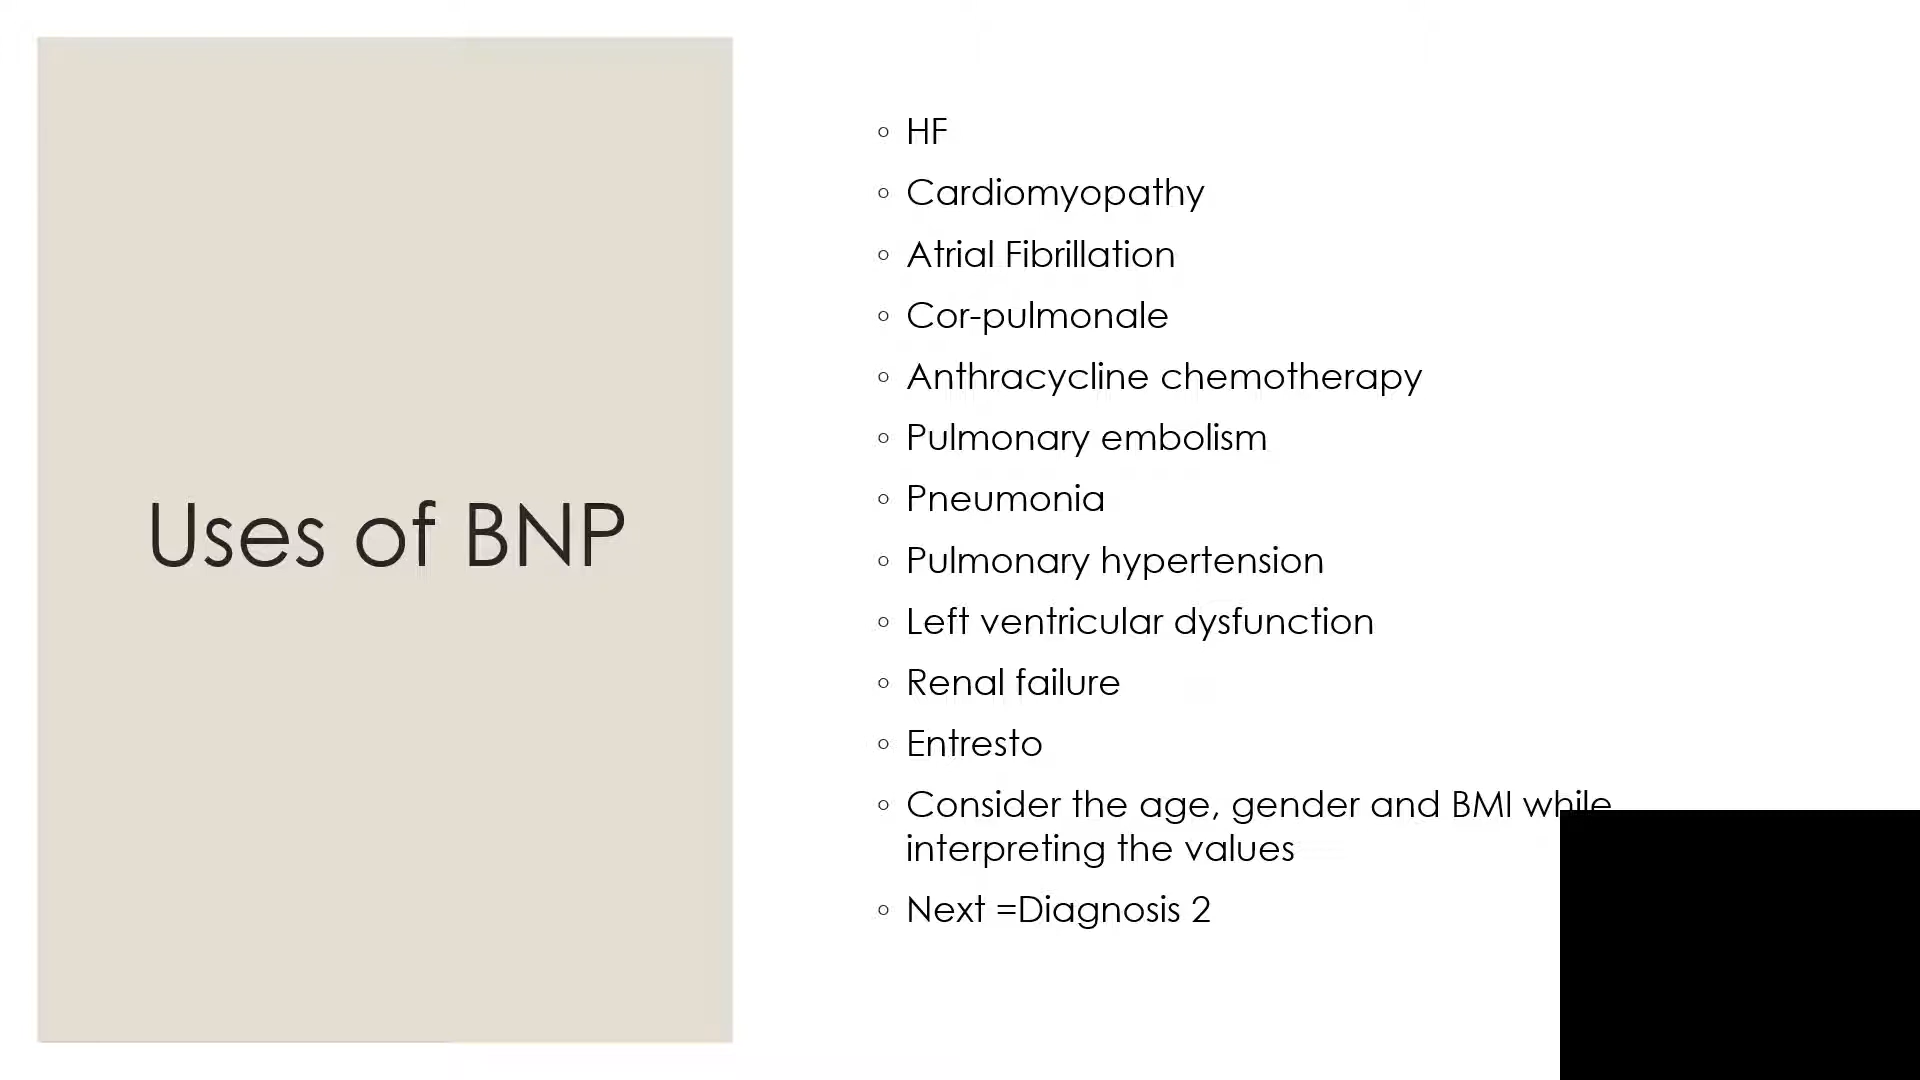 Uses of BNP
◦ HF
◦ Cardiomyopathy
◦ Atrial Fibrillation
◦ Cor-pulmonale
◦ Anthracycline chemotherapy
◦ Pulmonary embolism
◦ Pneumonia
◦ Pulmonary hypertension
◦ Left ventricular dysfunction
◦ Renal failure
◦ Entresto
◦ Consider the age, gender and BMI while
interpreting the values
◦ Next =Diagnosis 2